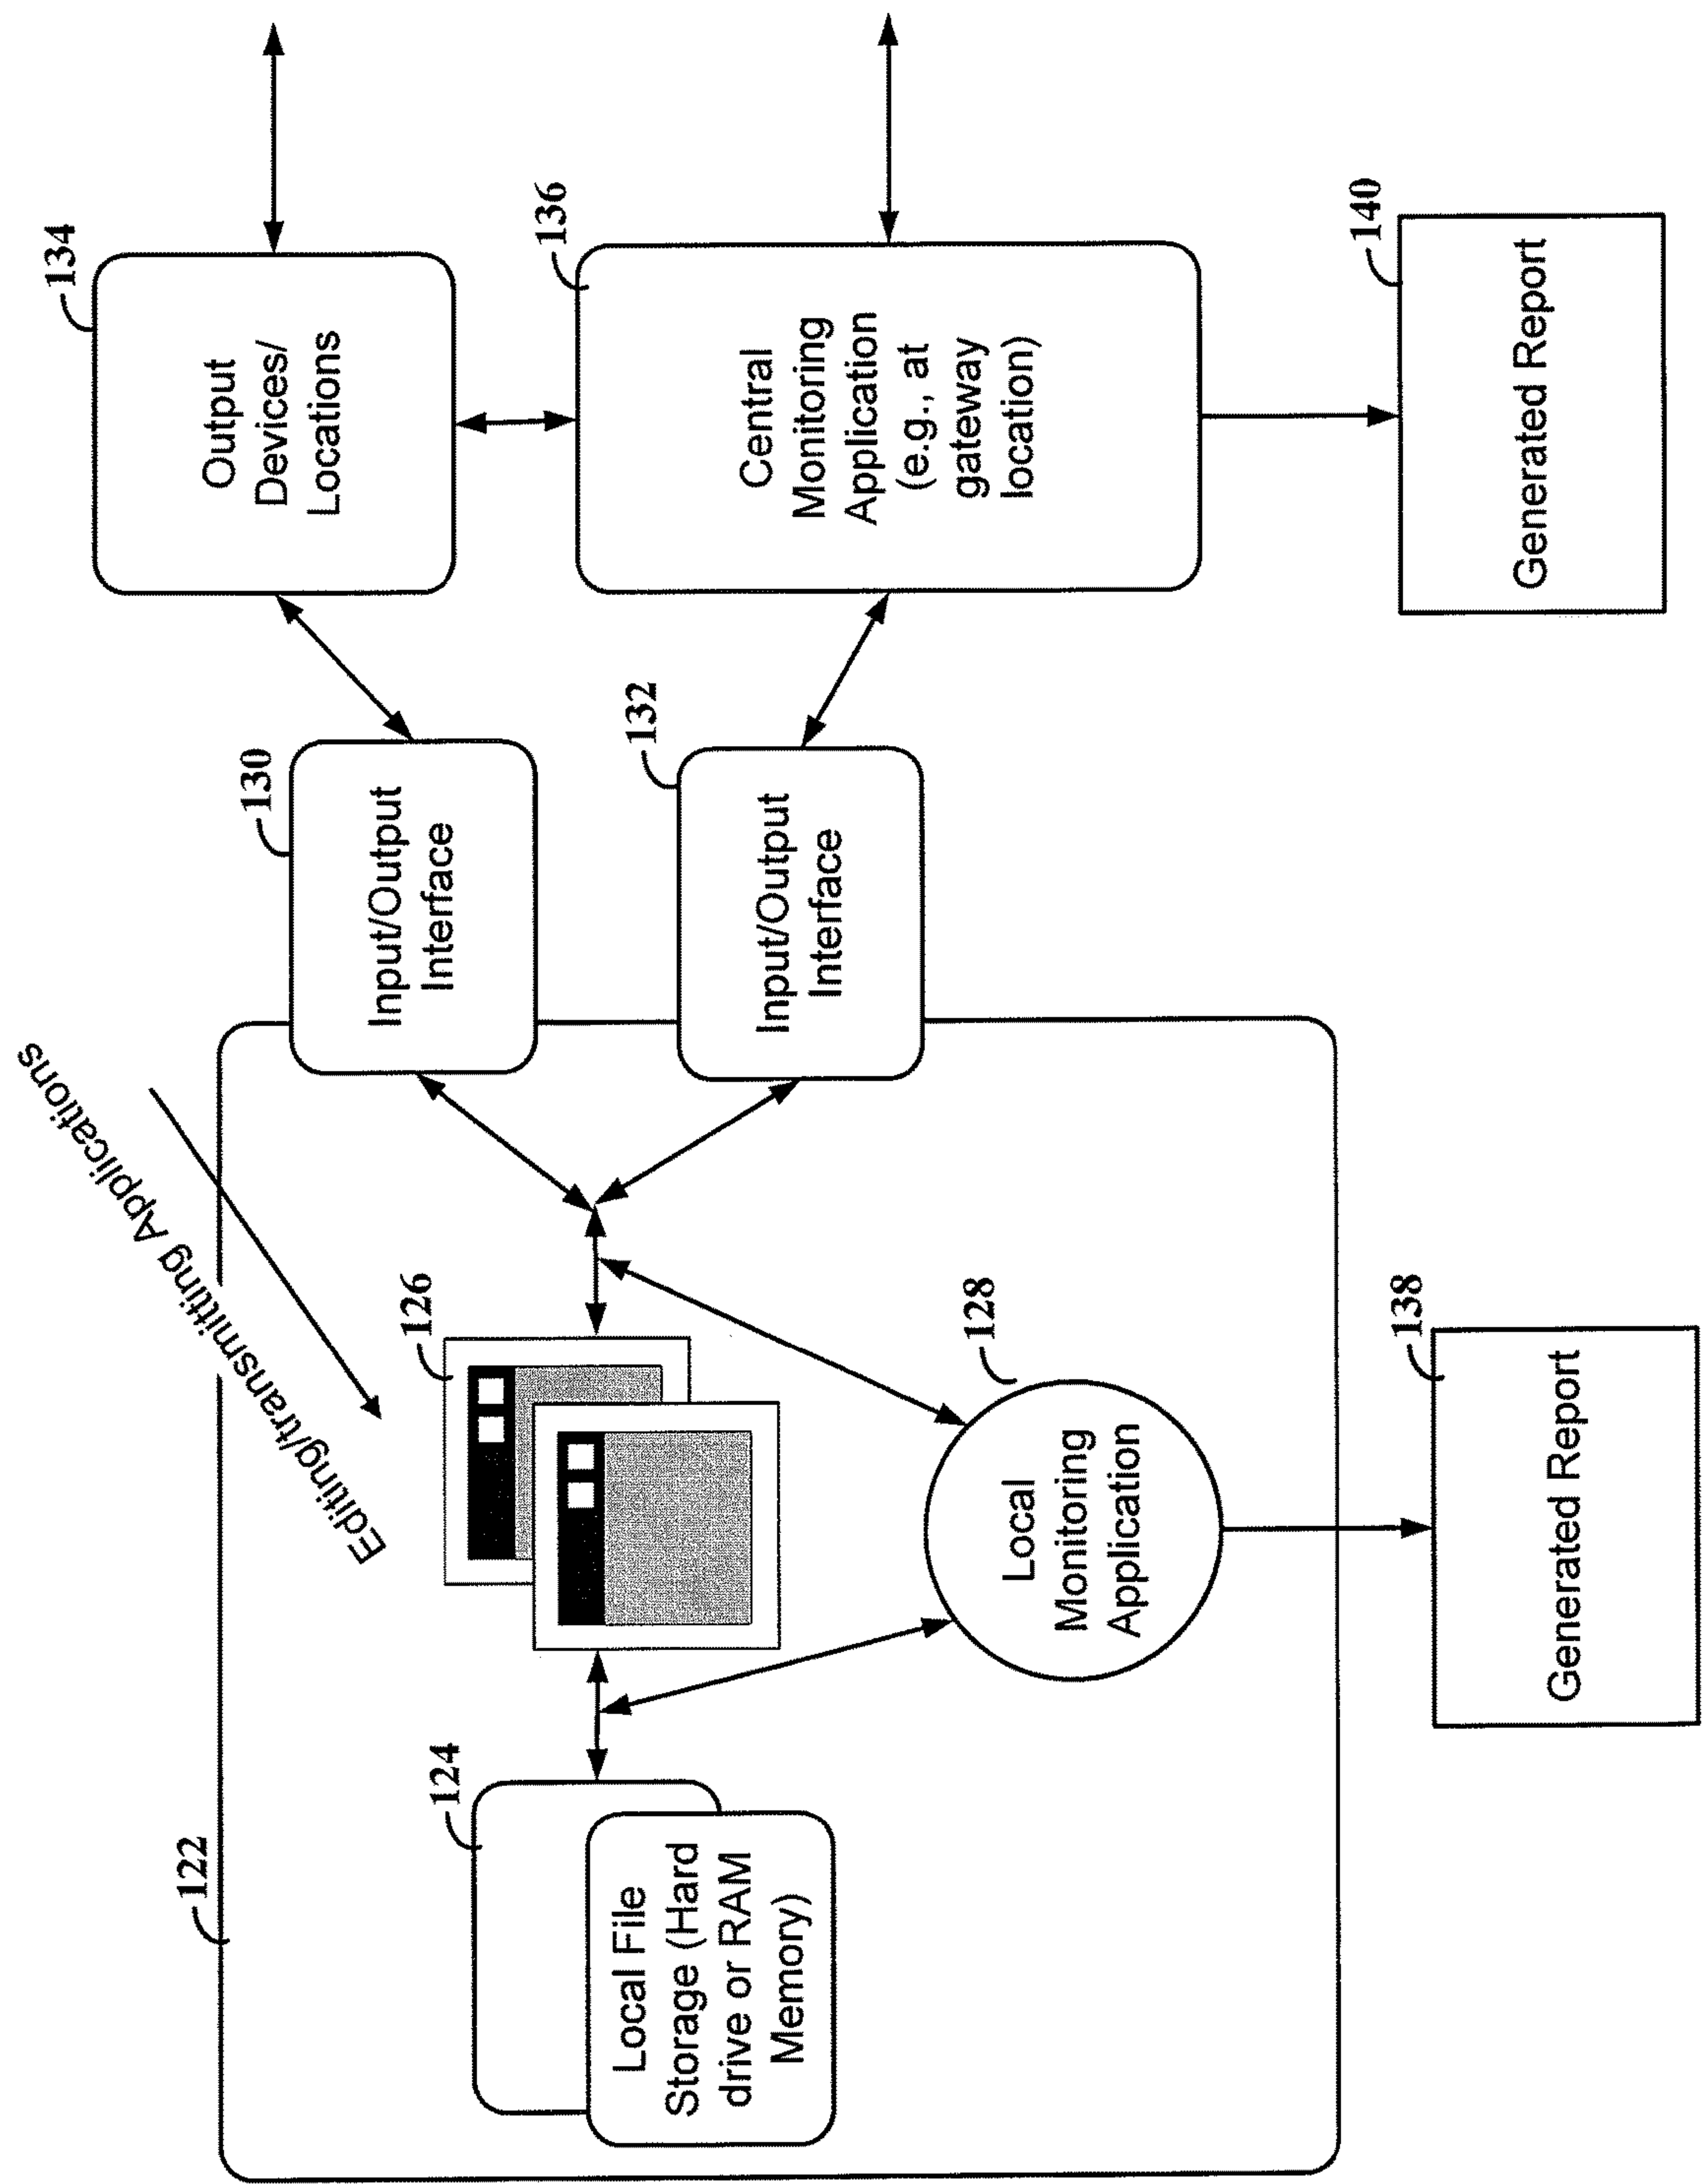 122
124
Local File
Storage (Hard
drive or RAM
Memory)
Editing/transmitting Applications
126
128
Local
Monitoring
Application
130
Input/Output
Interface
132
Input/Output
Interface
134
Output
Devices/
Locations
136
Central
Monitoring
Application
(e.g., at
gateway
location)
138
Generated Report
140
Generated Report